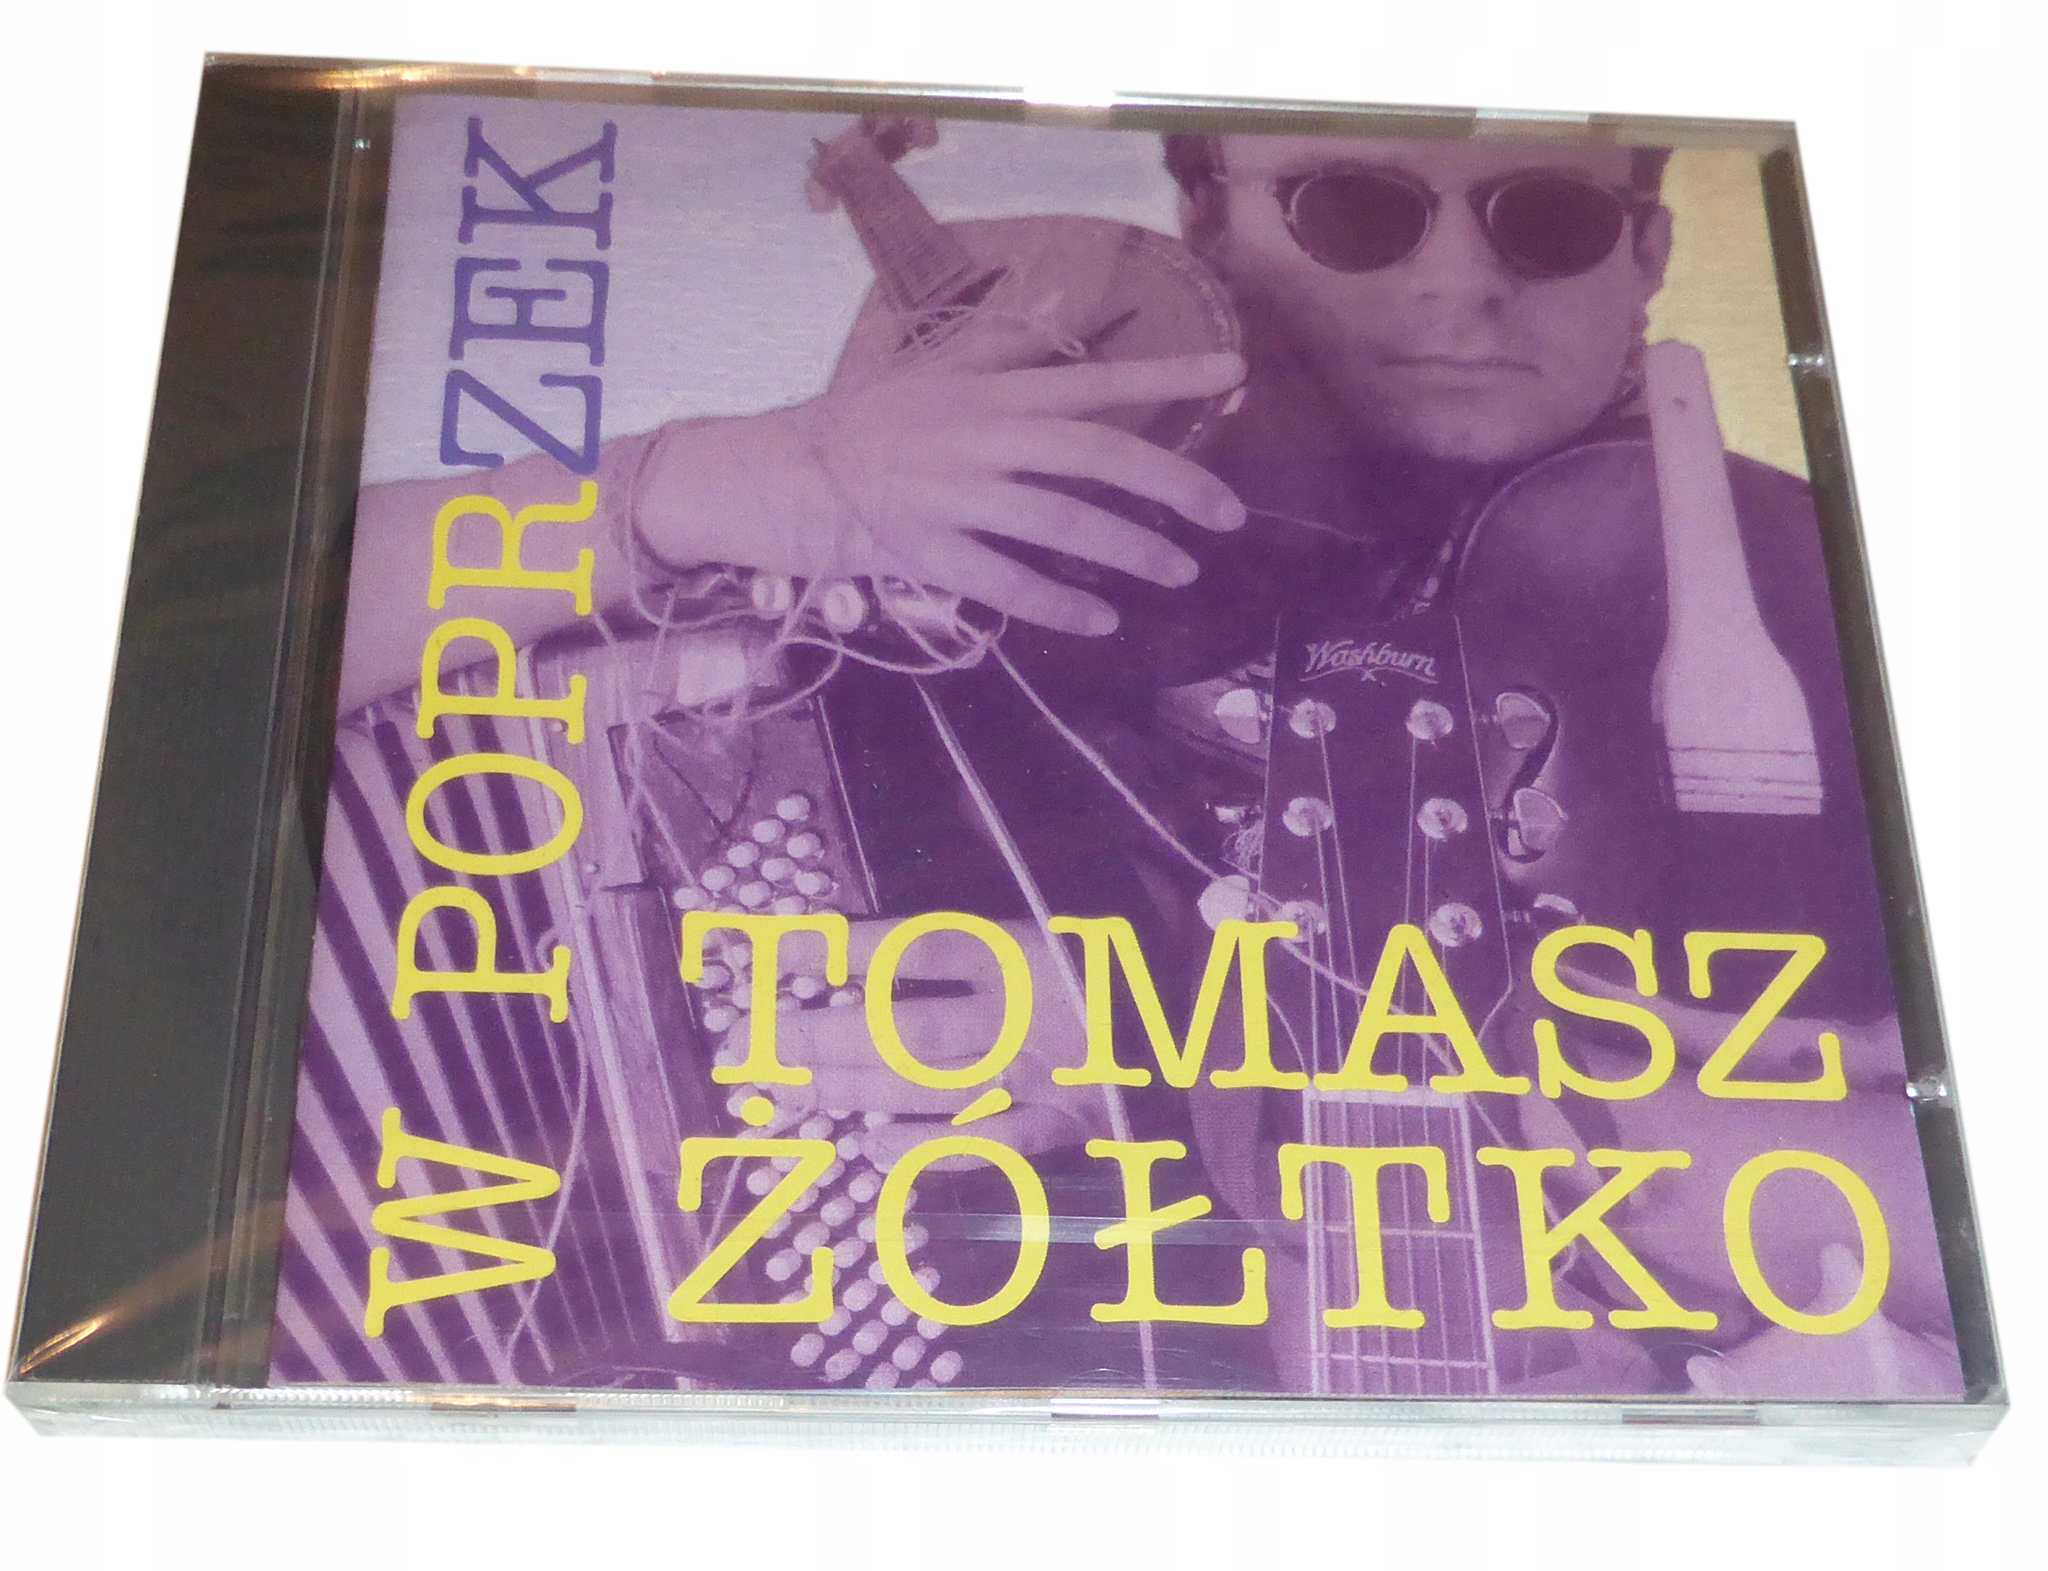 W POPRZEK
Washburn
TOMASZ
ŻÓŁTKO